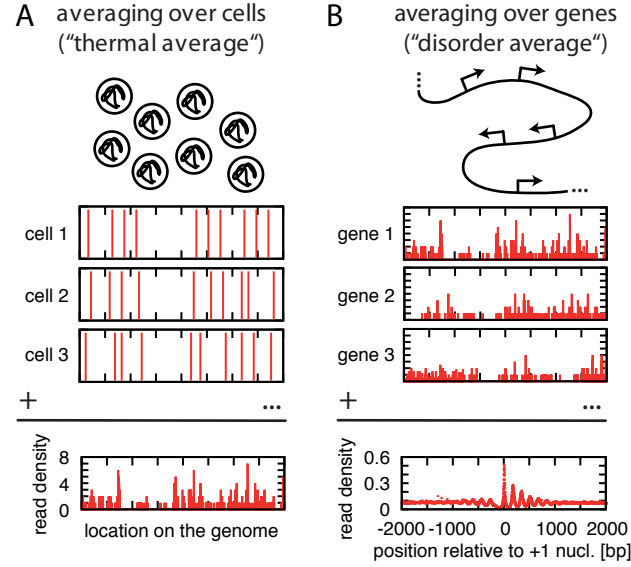 A
averaging over cells
(“thermal average“)
cell 1
cell 2
cell 3
+ ...
read density
8
4
0
location on the genome
B
averaging over genes
(“disorder average“)
...
...
gene 1
gene 2
gene 3
+ ...
read density
0.6
0.3
0
-2000 -1000 0 1000 2000
position relative to +1 nucl. [bp]